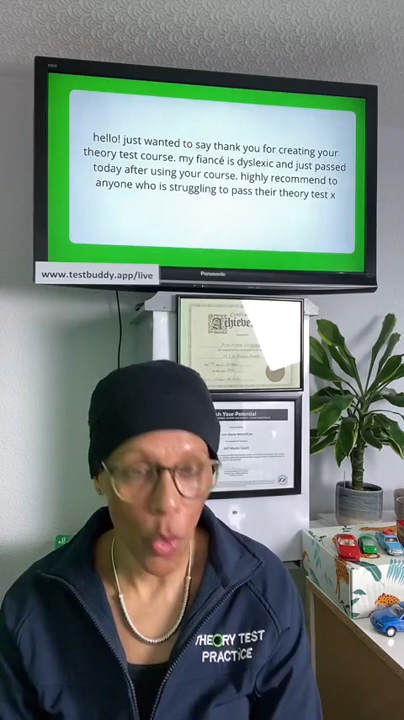 hello! just wanted to say thank you for creating your
theory test course. my fiancé is dyslexic and just passed
today after using your course. highly recommend to
anyone who is struggling to pass their theory test x
www.testbuddy.app/live
Panasonic
Achieve
Your Potential
THEORY TEST
PRACTICE